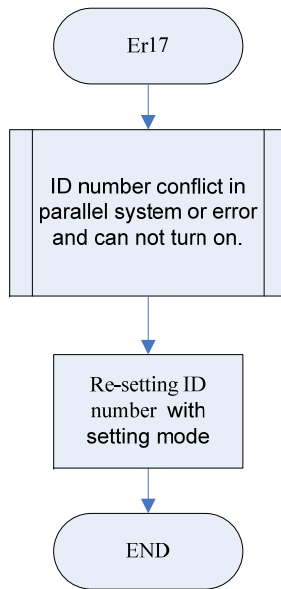 Er17
ID number conflict in
parallel system or error
and can not turn on.
Re-setting ID
number with
setting mode
END